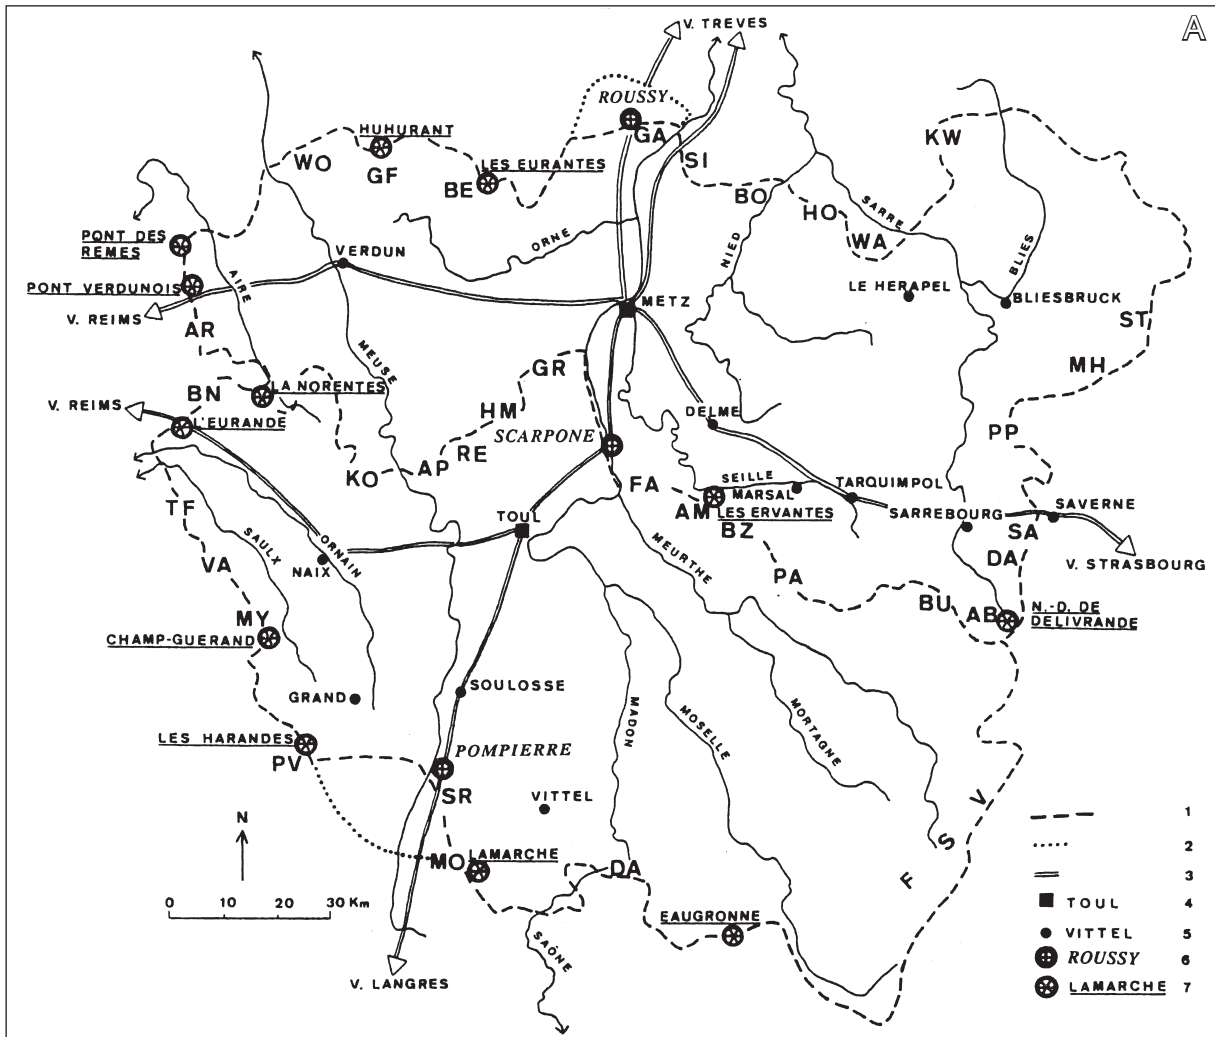 A
V. TREVES
ROUSSY
GA
HUHURANT
WO
GF
LES EURANTES
BE
SI
KW
BO
HO
SARRE
WA
NIED
BLIES
ORNE
PONT DES
REMES
VERDUN
PONT VERDUNOIS
AIRE
V. REIMS
AR
METZ
LE HERAPEL
BLIESBRUCK
ST
MH
MEUSE
GR
BN
LA NORENTES
V. REIMS
L'EURANDE
HM
SCARPONE
DELME
PP
KO
AP
RE
FA
SEILLE
MARSAL
TARQUIMPOL
AM
LES ERVANTES
BZ
SARREBOURG
SAVERNE
SA
TF
TOUL
SAULX
ORNAIN
NAIX
VA
MEURTHE
PA
DA
V. STRASBOURG
BU
AB
N.-D. DE
DELIVRANDE
MY
CHAMP-GUERAND
GRAND
SOULOSSE
MADON
MOSELLE
MORTAGNE
LES HARANDES
PV
POMPIERRE
SR
VITTEL
F S V
N
MO
LAMARCHE
DA
EAUGRONNE
SAÔNE
0 10 20 30 Km
V. LANGRES
1
2
3
TOUL 4
VITTEL 5
ROUSSY 6
LAMARCHE 7